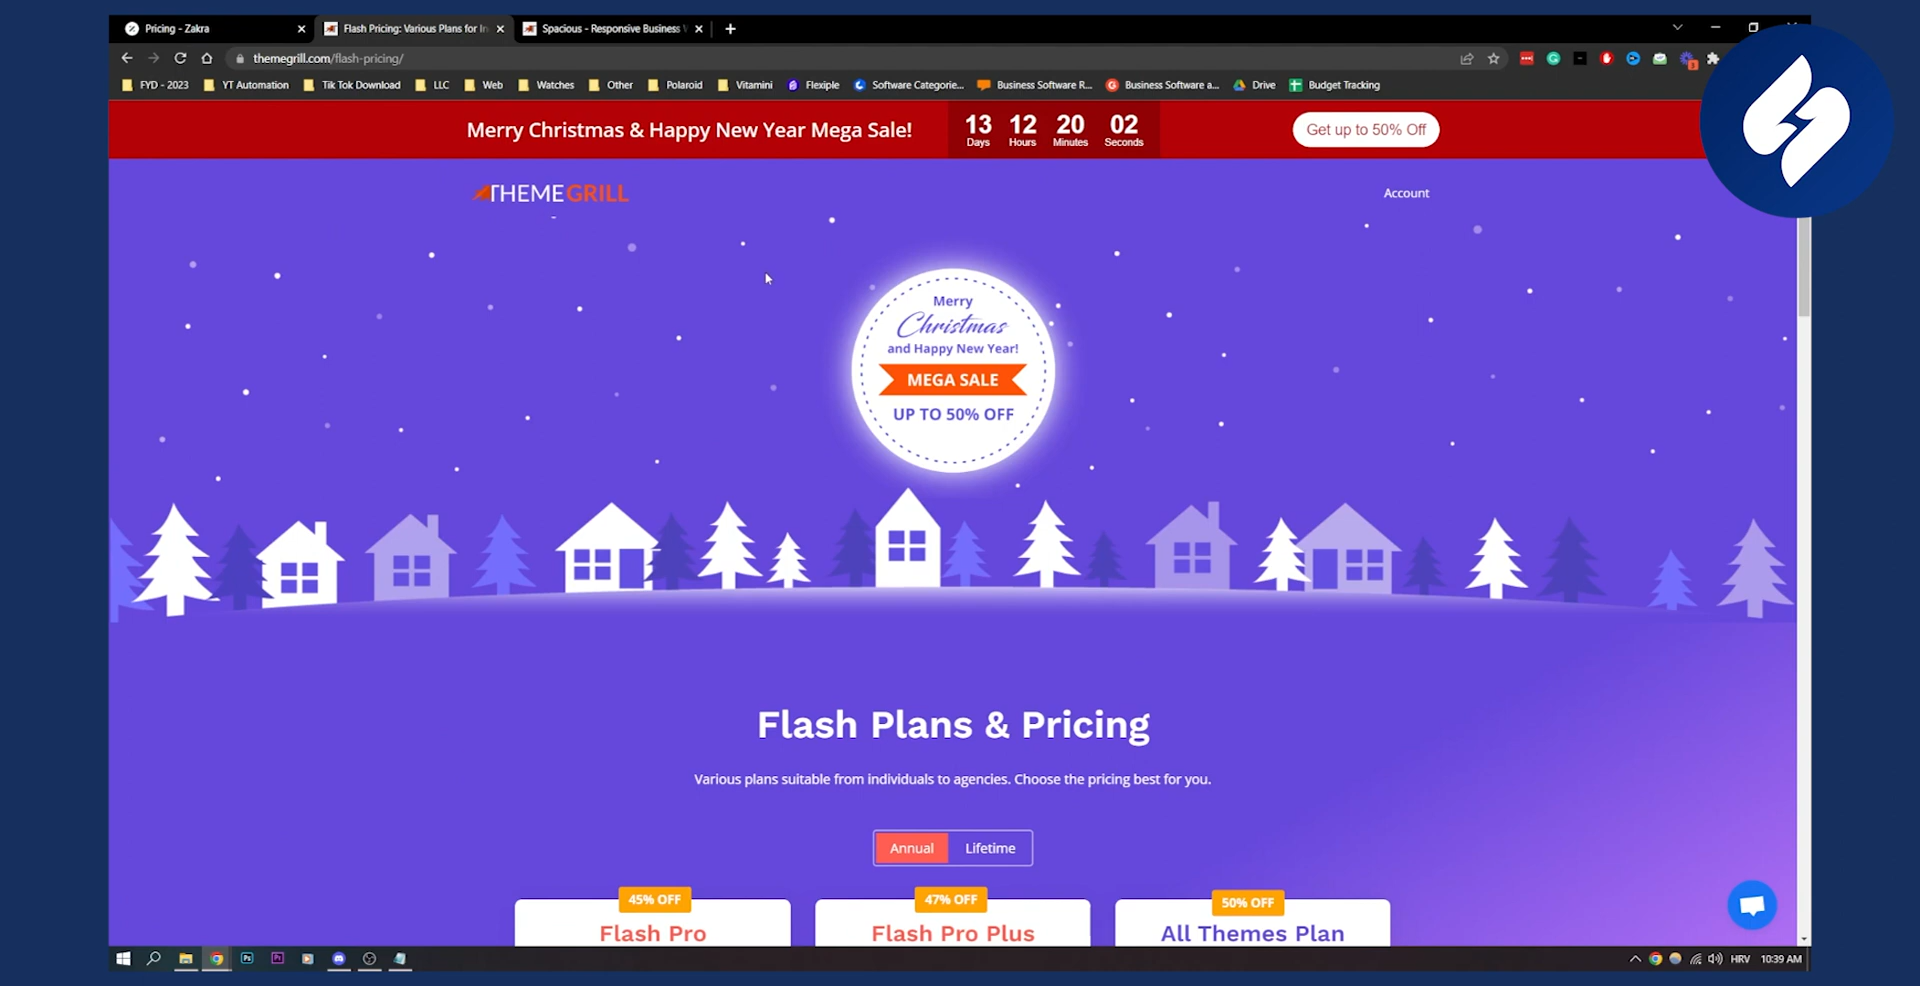 Pricing - Zakra
Flash Pricing: Various Plans for In
Spacious - Responsive Business
themegrill.com/flash-pricing/
FYD - 2023
YT Automation
Tik Tok Download
LLC
Web
Watches
Other
Polaroid
Vitamini
Flexiple
Software Categorie...
Business Software R...
Business Software a...
Drive
Budget Tracking
Merry Christmas & Happy New Year Mega Sale!
13 12 20 02
Days Hours Minutes Seconds
Get up to 50% Off
THEMEGRILL
Account
Merry
Christmas
and Happy New Year!
MEGA SALE
UP TO 50% OFF
Flash Plans & Pricing
Various plans suitable from individuals to agencies. Choose the pricing best for you.
Annual Lifetime
45% OFF
Flash Pro
47% OFF
Flash Pro Plus
50% OFF
All Themes Plan
HRV 10:39 AM